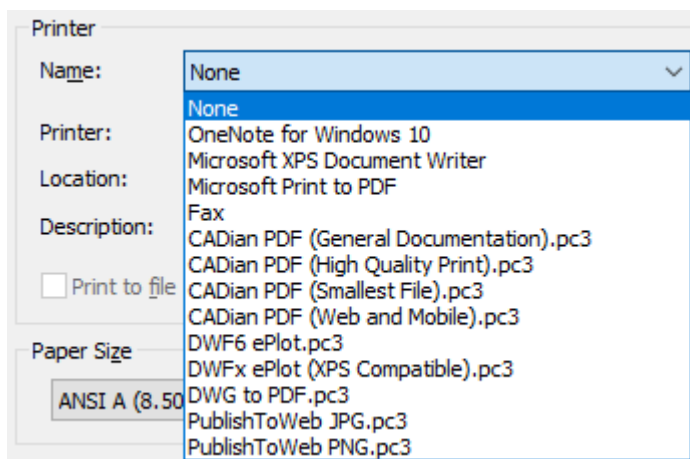 Printer
Name: None
None
OneNote for Windows 10
Printer:
Microsoft XPS Document Writer
Location:
Microsoft Print to PDF
Fax
Description:
CADian PDF (General Documentation).pc3
CADian PDF (High Quality Print).pc3
Print to file
CADian PDF (Smallest File).pc3
CADian PDF (Web and Mobile).pc3
DWF6 ePlot.pc3
Paper Size
DWFx ePlot (XPS Compatible).pc3
ANSI A (8.50
DWG to PDF.pc3
PublishToWeb JPG.pc3
PublishToWeb PNG.pc3